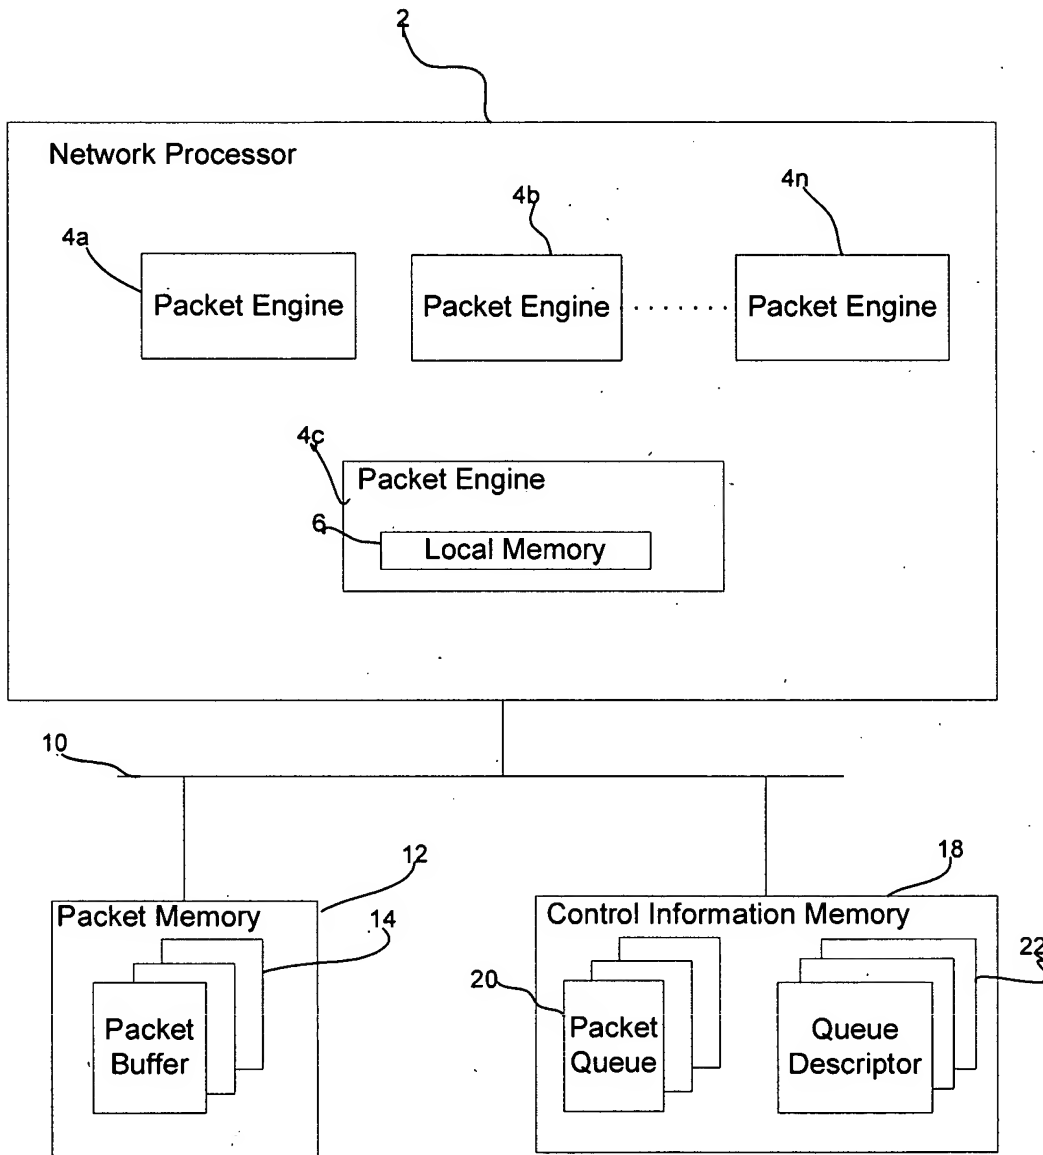 2
Network Processor
4a
4b
4n
Packet Engine
Packet Engine
Packet Engine
4c
Packet Engine
6
Local Memory
10
12
18
Packet Memory
14
Control Information Memory
22
20
Packet
Buffer
Packet
Queue
Queue
Descriptor